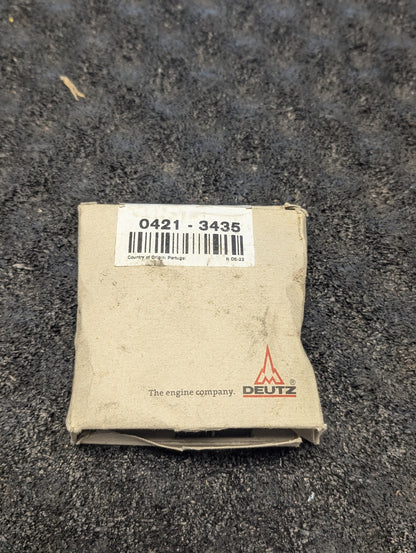 0421 - 3435
Country of Origin: Portugal N 05-23
The engine company.
DEUTZ®